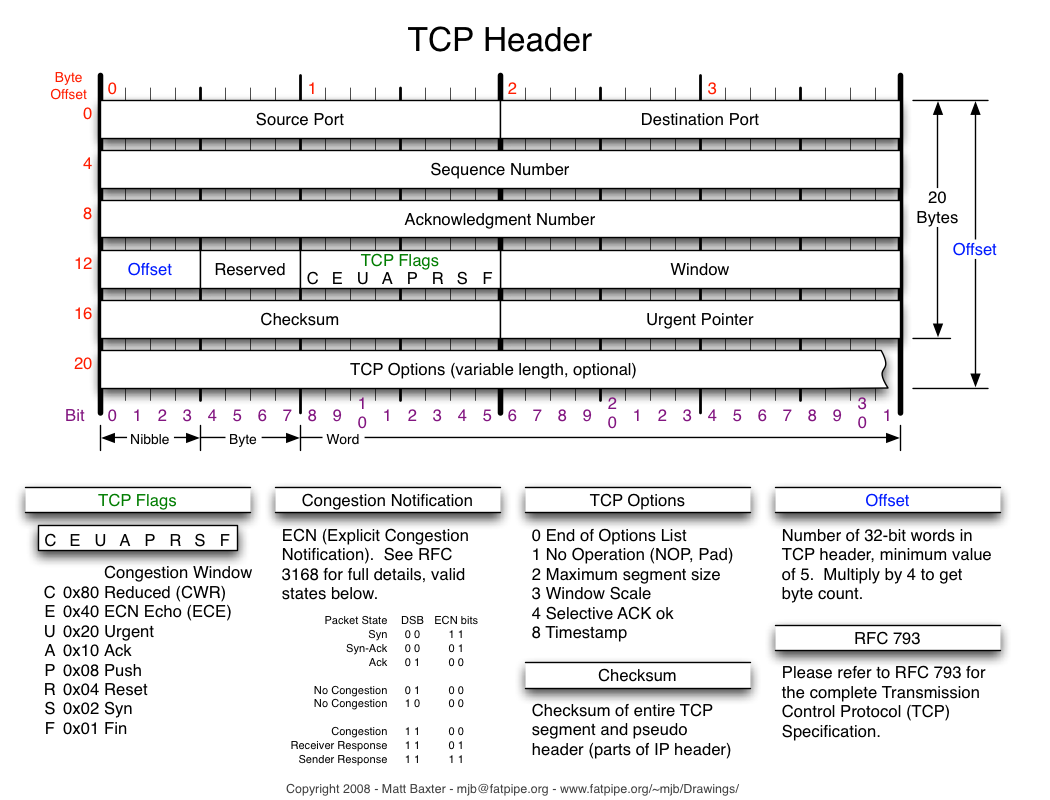 TCP Header
Byte
Offset
0 1 2 3
0 Source Port Destination Port
4 Sequence Number
8 Acknowledgment Number
20
Bytes
Offset
12 Offset Reserved TCP Flags Window
C E U A P R S F
16 Checksum Urgent Pointer
20 TCP Options (variable length, optional)
Bit 0 1 2 3 4 5 6 7 8 9 10 1 2 3 4 5 6 7 8 9 20 1 2 3 4 5 6 7 8 9 30 1
Nibble Byte Word
TCP Flags
C E U A P R S F
Congestion Window
C 0x80 Reduced (CWR)
E 0x40 ECN Echo (ECE)
U 0x20 Urgent
A 0x10 Ack
P 0x08 Push
R 0x04 Reset
S 0x02 Syn
F 0x01 Fin
Congestion Notification
ECN (Explicit Congestion
Notification). See RFC
3168 for full details, valid
states below.
Packet State DSB ECN bits
Syn 0 0 1 1
Syn-Ack 0 0 0 1
Ack 0 1 0 0
No Congestion 0 1 0 0
No Congestion 1 0 0 0
Congestion 1 1 0 0
Receiver Response 1 1 0 1
Sender Response 1 1 1 1
TCP Options
0 End of Options List
1 No Operation (NOP, Pad)
2 Maximum segment size
3 Window Scale
4 Selective ACK ok
8 Timestamp
Checksum
Checksum of entire TCP
segment and pseudo
header (parts of IP header)
Offset
Number of 32-bit words in
TCP header, minimum value
of 5. Multiply by 4 to get
byte count.
RFC 793
Please refer to RFC 793 for
the complete Transmission
Control Protocol (TCP)
Specification.
Copyright 2008 - Matt Baxter - mjb@fatpipe.org - www.fatpipe.org/~mjb/Drawings/